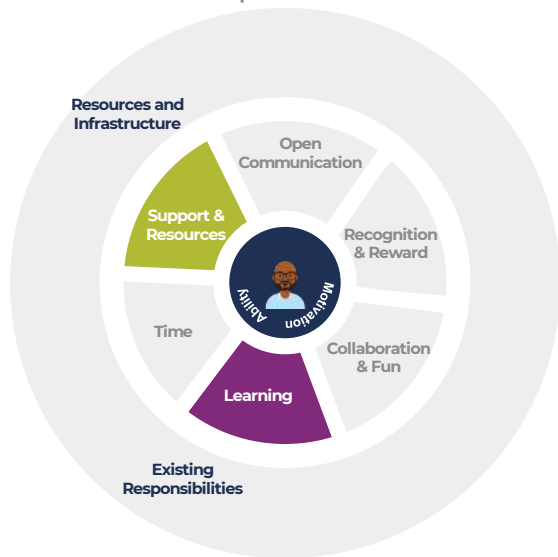 Resources and
Infrastructure
Open
Communication
Support &
Resources
Recognition
& Reward
Ability
Motivation
Time
Collaboration
& Fun
Learning
Existing
Responsibilities